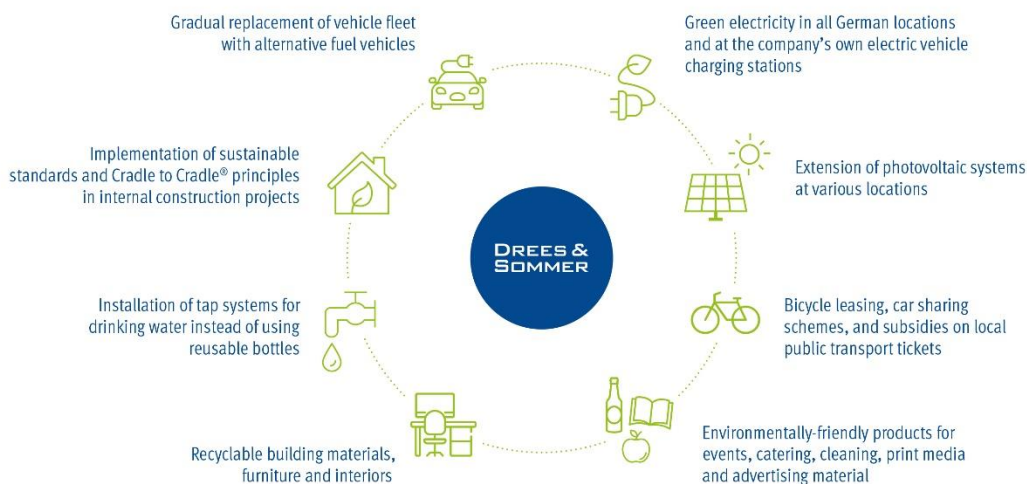 Gradual replacement of vehicle fleet
with alternative fuel vehicles
Green electricity in all German locations
and at the company's own electric vehicle
charging stations
Implementation of sustainable
standards and Cradle to Cradle® principles
in internal construction projects
Extension of photovoltaic systems
at various locations
DREES &
SOMMER
Installation of tap systems for
drinking water instead of using
reusable bottles
Bicycle leasing, car sharing
schemes, and subsidies on local
public transport tickets
Recyclable building materials,
furniture and interiors
Environmentally-friendly products for
events, catering, cleaning, print media
and advertising material